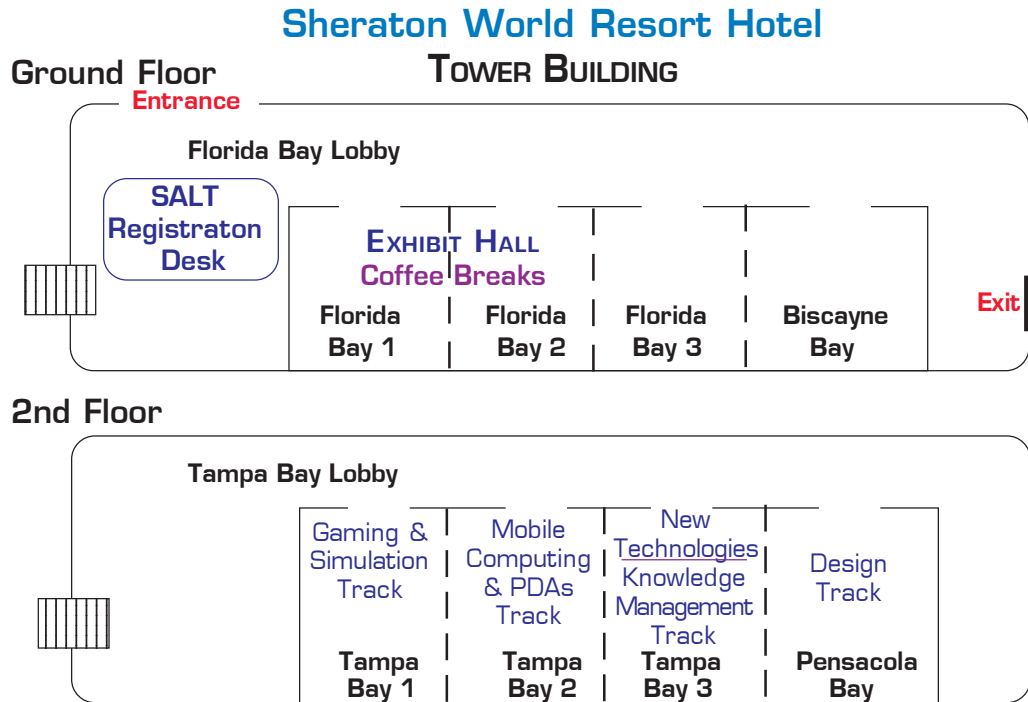 Sheraton World Resort Hotel
Ground Floor
TOWER BUILDING
Entrance
Florida Bay Lobby
SALT
Registraton
Desk
EXHIBIT HALL
Coffee Breaks
Florida
Bay 1
Florida
Bay 2
Florida
Bay 3
Biscayne
Bay
Exit
2nd Floor
Tampa Bay Lobby
Gaming &
Simulation
Track
Tampa
Bay 1
Mobile
Computing
& PDAs
Track
Tampa
Bay 2
New
Technologies
Knowledge
Management
Track
Tampa
Bay 3
Design
Track
Pensacola
Bay